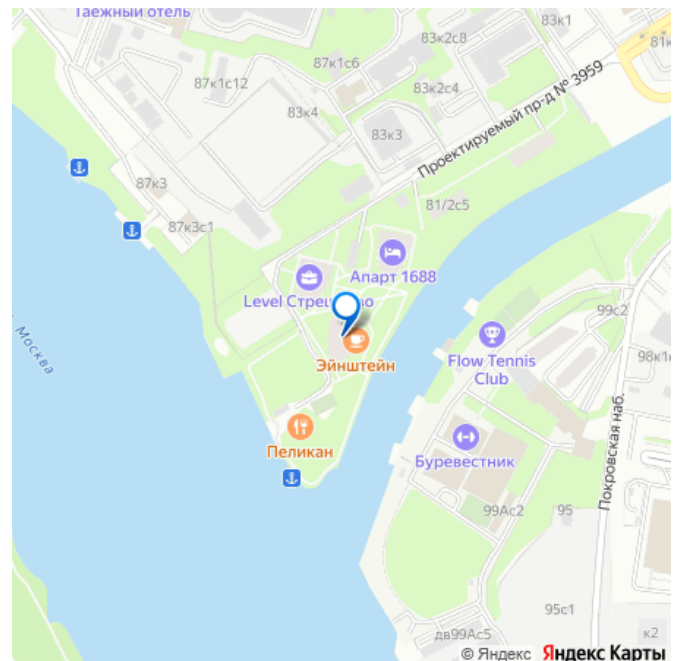 Таежный отель
83к1
81к
83к2с8
87к1с6
87к1с12
83к2с4
83к4
83к3
Проектируемый пр-д № 3959
87к3
81/2с5
87к3с1
Апарт 1688
Level Стрешнево
99с2
Москва
Эйнштейн
Flow Tennis
Club
98к1
Пеликан
Буревестник
Покровская наб.
99Ас2
95
95с1
дв99Ас5
к2
© Яндекс Яндекс Карты